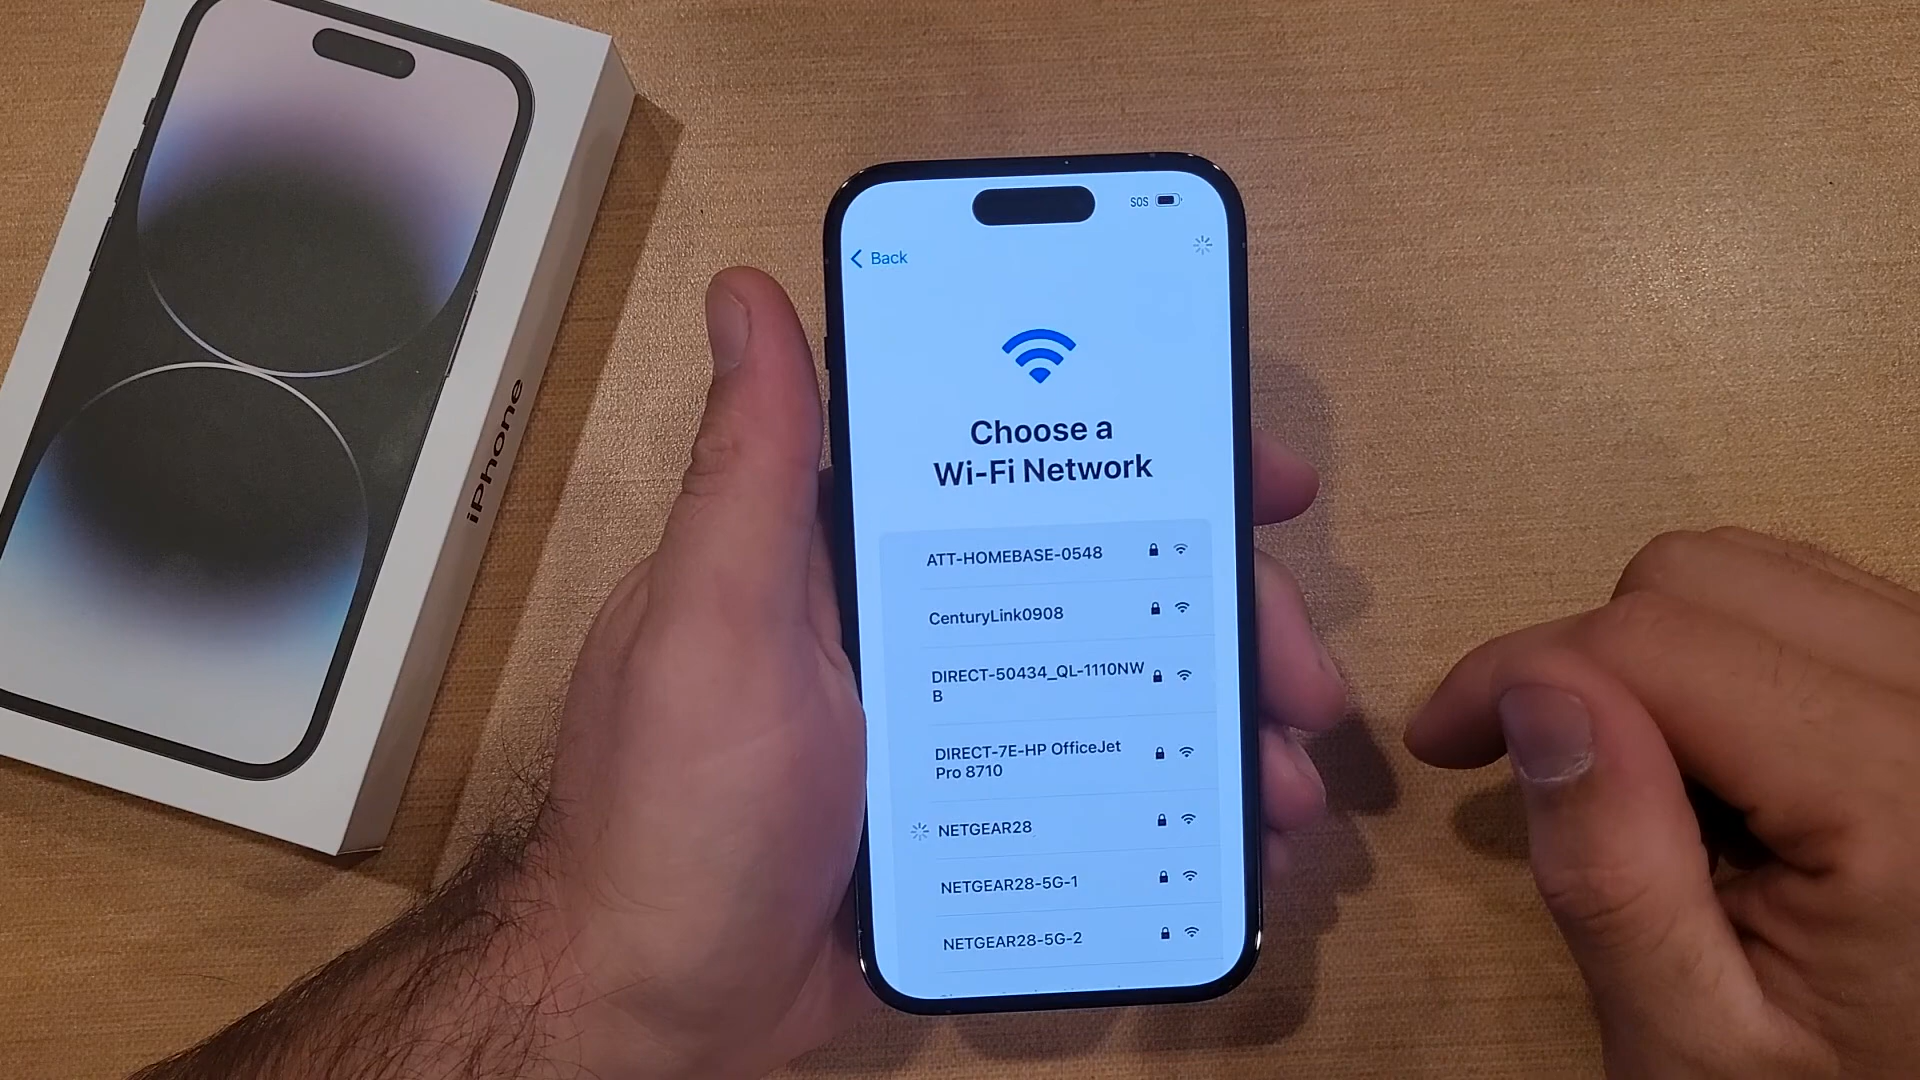 iPhone
SOS
Back
Choose a
Wi-Fi Network
ATT-HOMEBASE-0548
CenturyLink0908
DIRECT-50434_QL-1110NW
B
DIRECT-7E-HP OfficeJet
Pro 8710
NETGEAR28
NETGEAR28-5G-1
NETGEAR28-5G-2